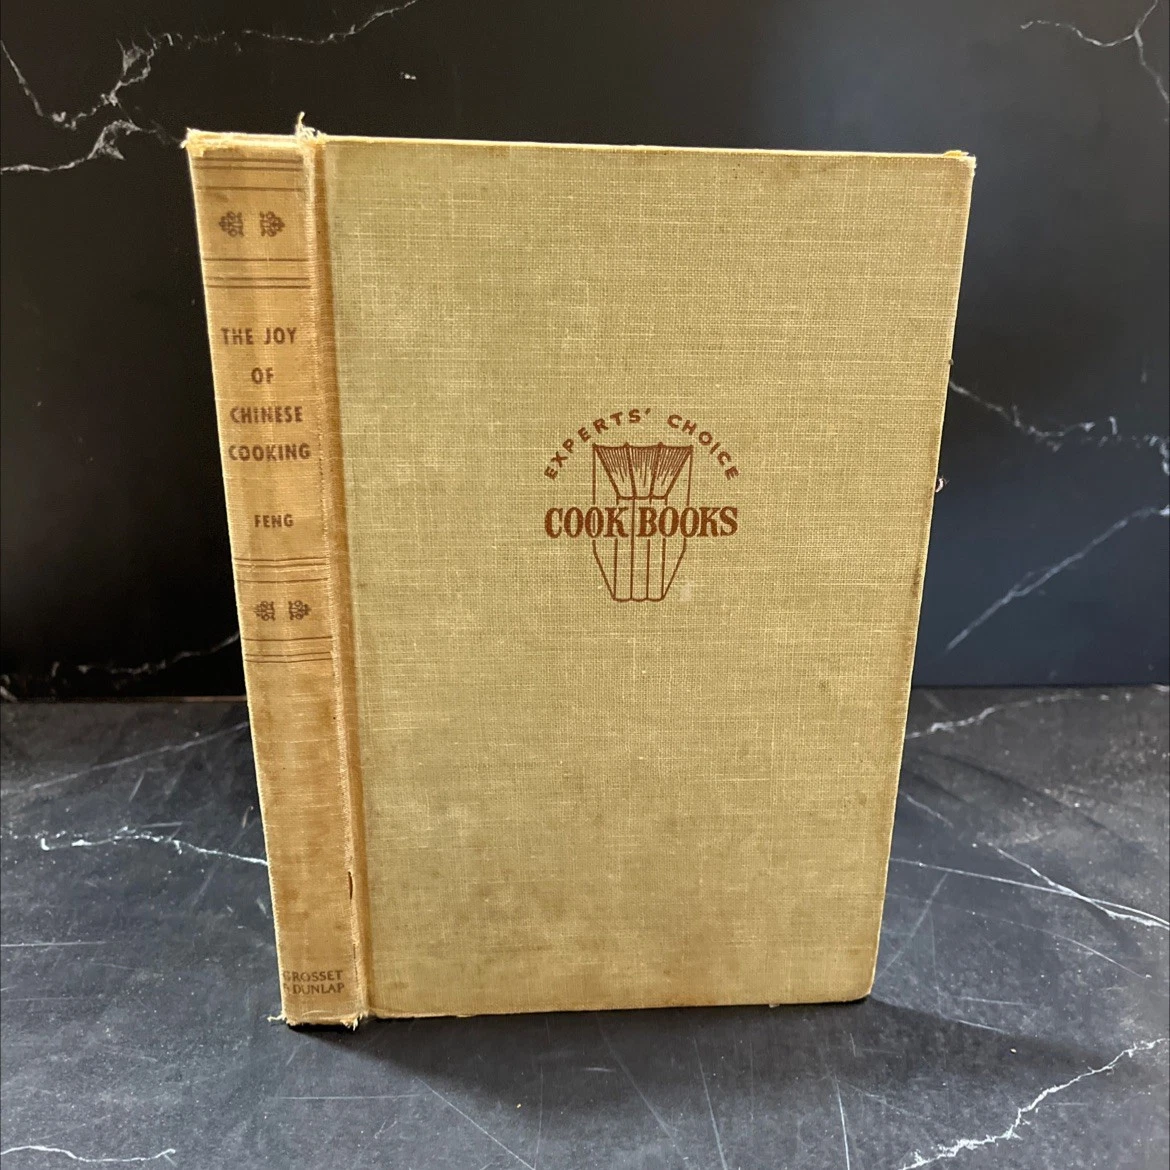 THE JOY
OF
CHINESE
COOKING
FENG
GROSSET
& DUNLAP
EXPERTS' CHOICE
COOK BOOKS